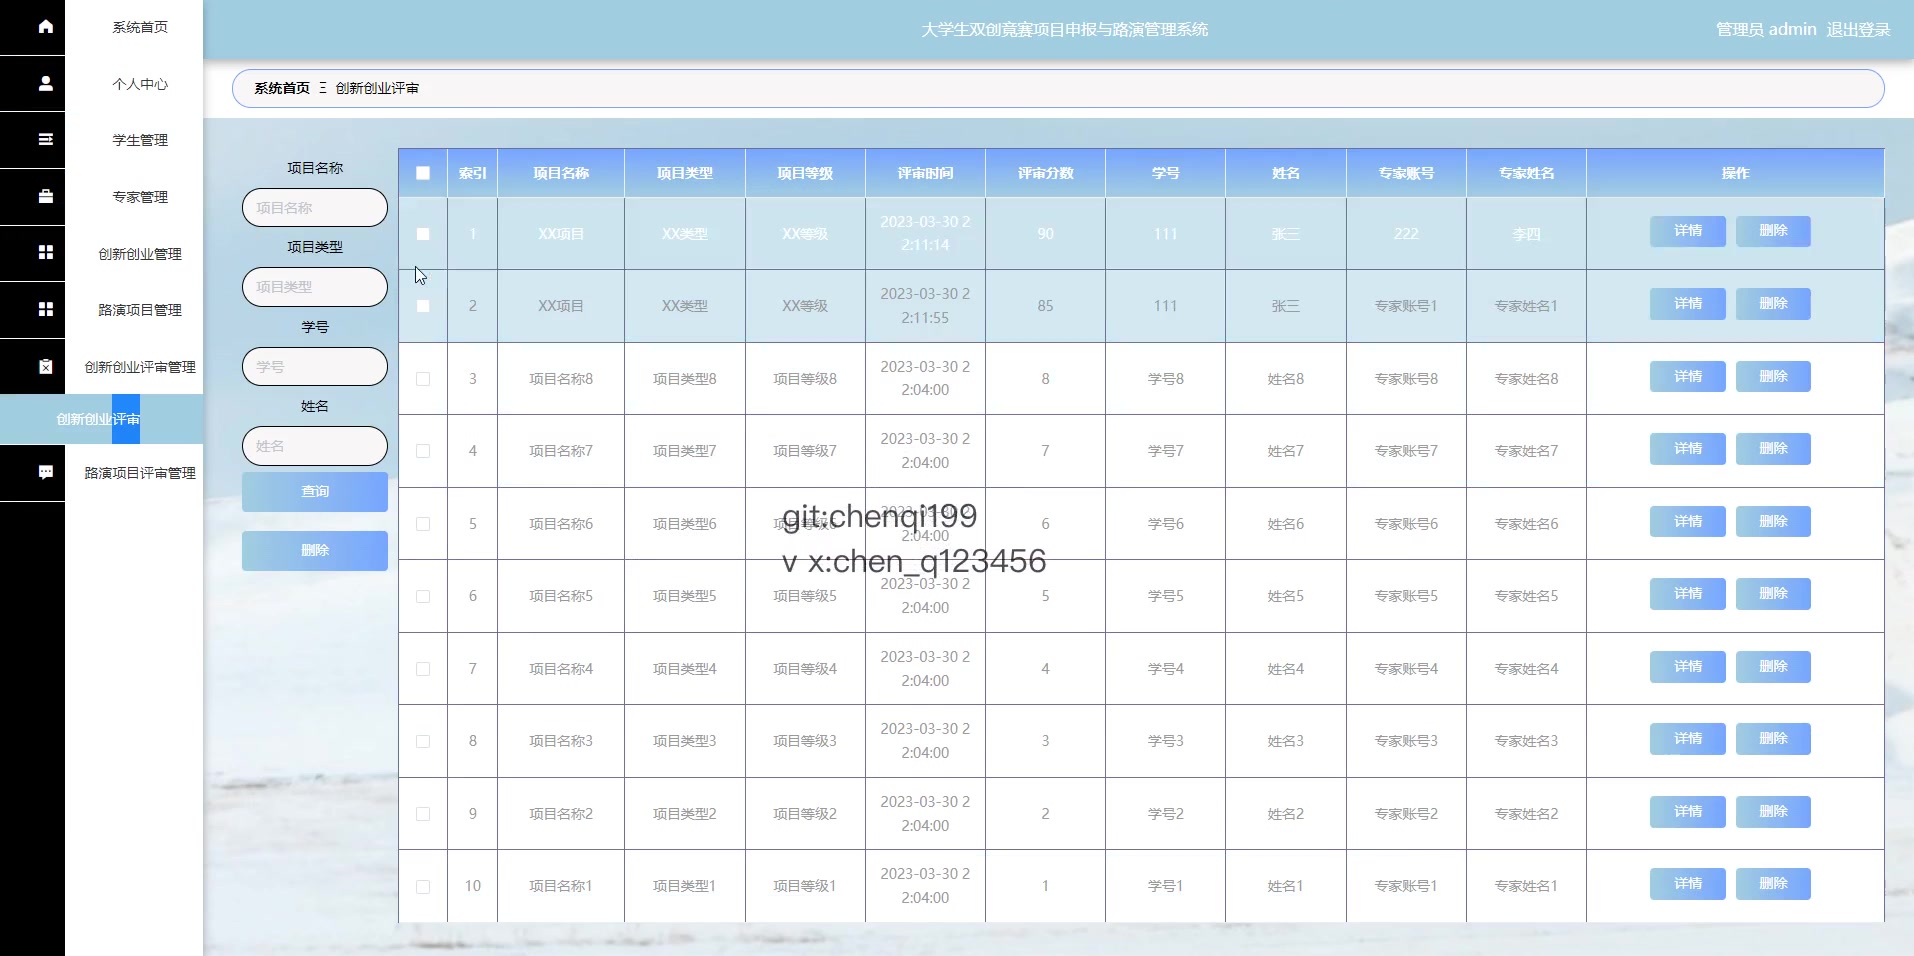 系统首页
个人中心
学生管理
专家管理
创新创业管理
路演项目管理
创新创业评审管理
创新创业评审
路演项目评审管理
大学生双创竞赛项目申报与路演管理系统
管理员 admin 退出登录
系统首页 Ξ 创新创业评审
项目名称
项目名称
项目类型
项目类型
学号
学号
姓名
姓名
查询
删除
索引 项目名称 项目类型 项目等级 评审时间 评审分数 学号 姓名 专家账号 专家姓名 操作
1 XX项目 XX类型 XX等级 2023-03-30 2 90 111 张三 222 李四 详情 删除
2:11:14
2 XX项目 XX类型 XX等级 2023-03-30 2 85 111 张三 专家账号1 专家姓名1 详情 删除
2:11:55
3 项目名称8 项目类型8 项目等级8 2023-03-30 2 8 学号8 姓名8 专家账号8 专家姓名8 详情 删除
2:04:00
4 项目名称7 项目类型7 项目等级7 2023-03-30 2 7 学号7 姓名7 专家账号7 专家姓名7 详情 删除
2:04:00
5 项目名称6 项目类型6 项目等级6 2023-03-30 2 6 学号6 姓名6 专家账号6 专家姓名6 详情 删除
2:04:00
git:chenqi199
v x:chen_q123456
6 项目名称5 项目类型5 项目等级5 2023-03-30 2 5 学号5 姓名5 专家账号5 专家姓名5 详情 删除
2:04:00
7 项目名称4 项目类型4 项目等级4 2023-03-30 2 4 学号4 姓名4 专家账号4 专家姓名4 详情 删除
2:04:00
8 项目名称3 项目类型3 项目等级3 2023-03-30 2 3 学号3 姓名3 专家账号3 专家姓名3 详情 删除
2:04:00
9 项目名称2 项目类型2 项目等级2 2023-03-30 2 2 学号2 姓名2 专家账号2 专家姓名2 详情 删除
2:04:00
10 项目名称1 项目类型1 项目等级1 2023-03-30 2 1 学号1 姓名1 专家账号1 专家姓名1 详情 删除
2:04:00